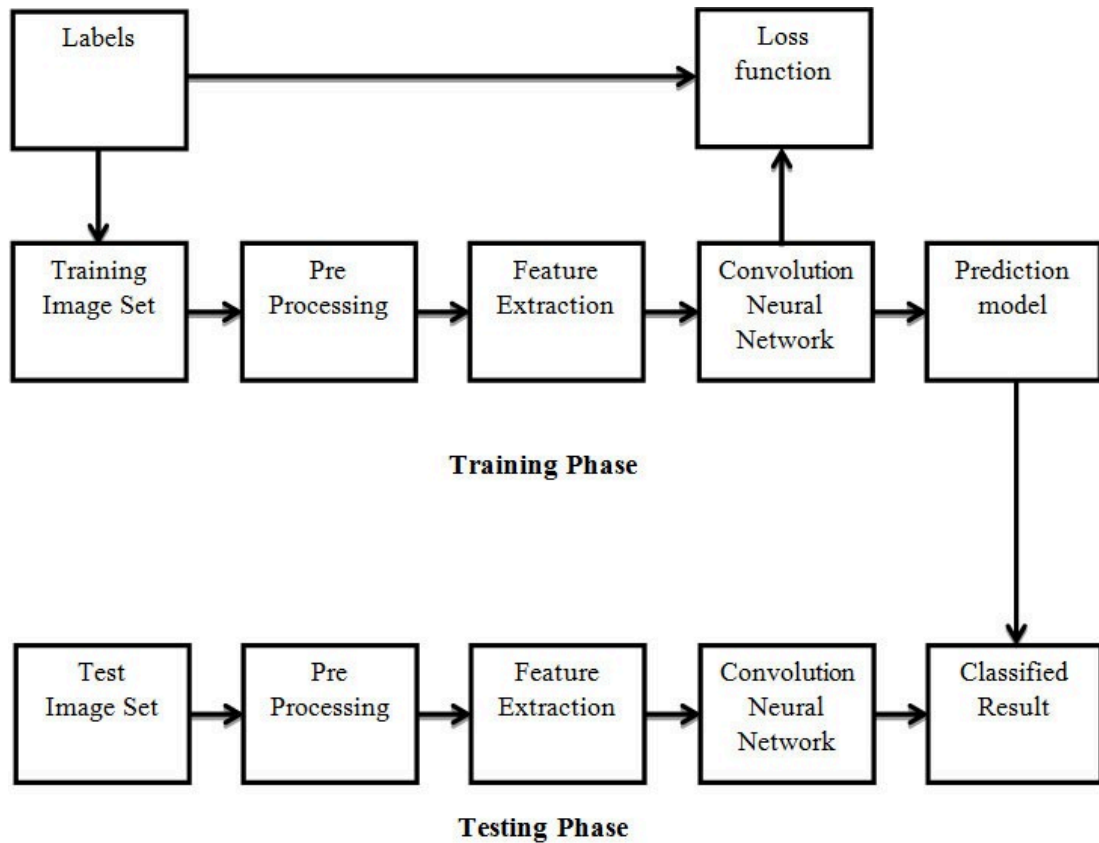 Labels
Loss
function
Training
Image Set
Pre
Processing
Feature
Extraction
Convolution
Neural
Network
Prediction
model
Training Phase
Test
Image Set
Pre
Processing
Feature
Extraction
Convolution
Neural
Network
Classified
Result
Testing Phase